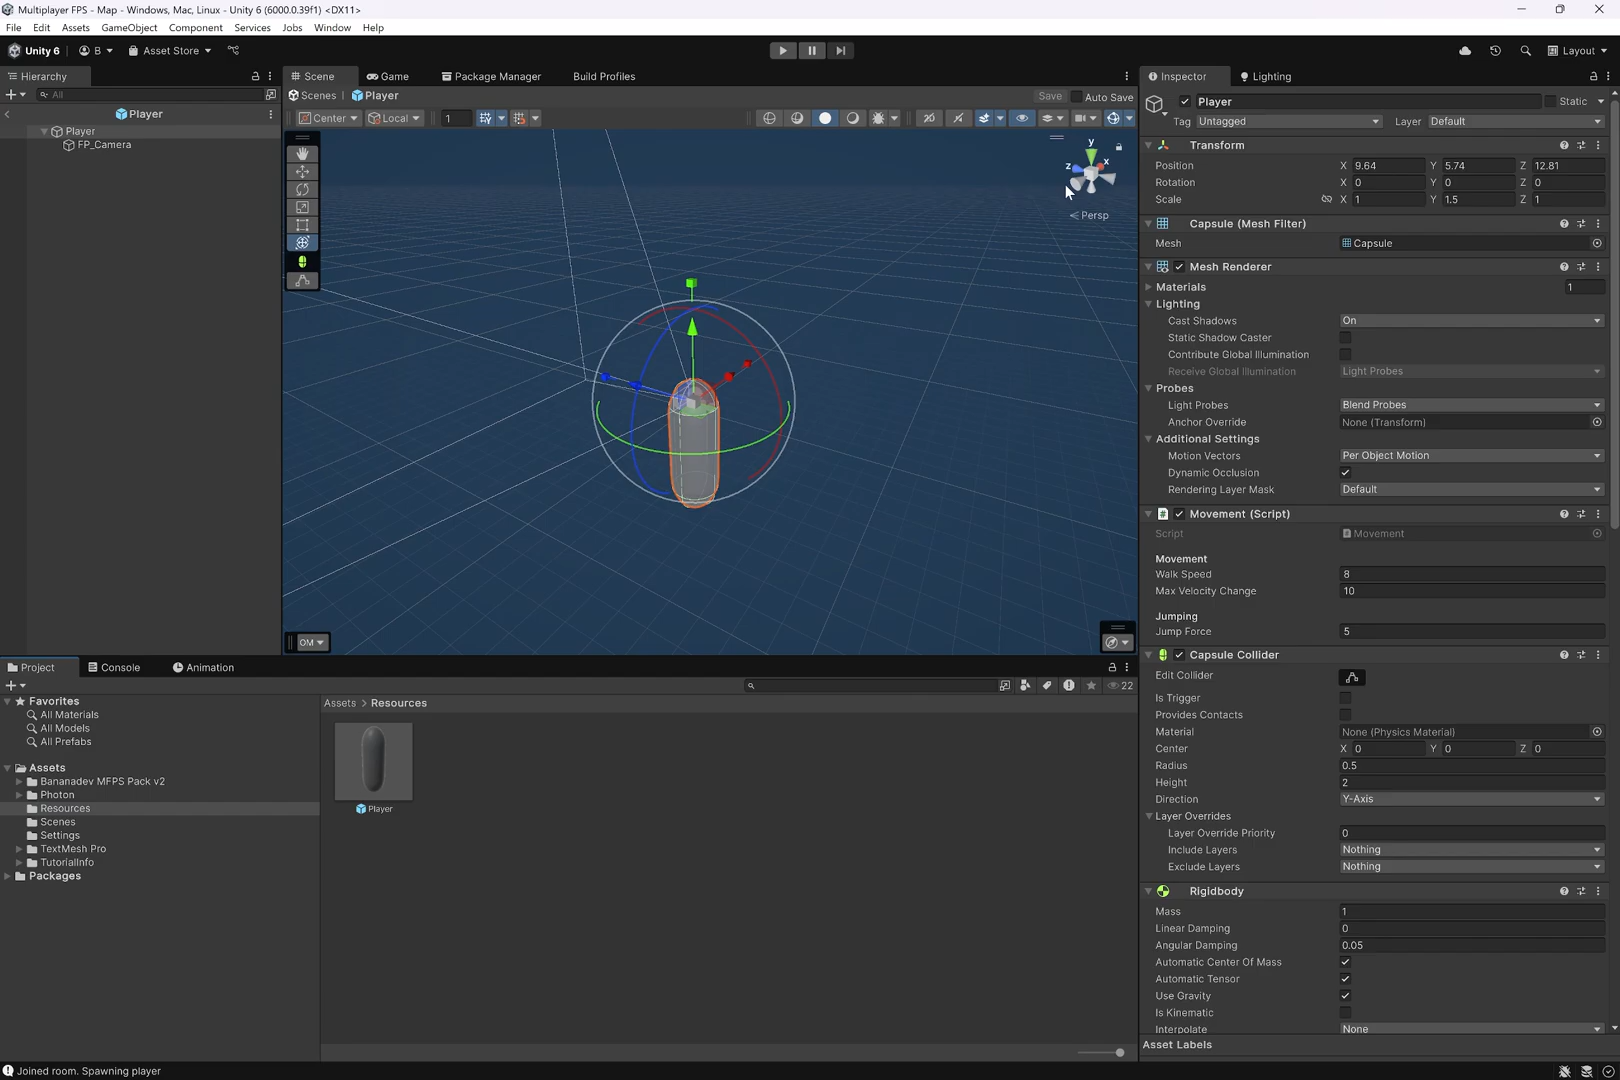 Multiplayer FPS - Map - Windows, Mac, Linux - Unity 6 (6000.0.39f1) <DX11>
File Edit Assets GameObject Component Services Jobs Window Help
Unity 6 B Asset Store Layout
Hierarchy
All
Player
Player
FP_Camera
Scene Game Package Manager Build Profiles
Scenes Player Save Auto Save
Center Local 1
y
x
z
Persp
OM
Project Console Animation
22
Favorites
All Materials
All Models
All Prefabs
Assets
Bananadev MFPS Pack v2
Photon
Resources
Scenes
Settings
TextMesh Pro
TutorialInfo
Packages
Assets > Resources
Player
Inspector Lighting
Player Static
Tag Untagged Layer Default
Transform
Position X 9.64 Y 5.74 Z 12.81
Rotation X 0 Y 0 Z 0
Scale X 1 Y 1.5 Z 1
Capsule (Mesh Filter)
Mesh Capsule
Mesh Renderer
Materials 1
Lighting
Cast Shadows On
Static Shadow Caster
Contribute Global Illumination
Receive Global Illumination Light Probes
Probes
Light Probes Blend Probes
Anchor Override None (Transform)
Additional Settings
Motion Vectors Per Object Motion
Dynamic Occlusion
Rendering Layer Mask Default
# Movement (Script)
Script Movement
Movement
Walk Speed 8
Max Velocity Change 10
Jumping
Jump Force 5
Capsule Collider
Edit Collider
Is Trigger
Provides Contacts
Material None (Physics Material)
Center X 0 Y 0 Z 0
Radius 0.5
Height 2
Direction Y-Axis
Layer Overrides
Layer Override Priority 0
Include Layers Nothing
Exclude Layers Nothing
Rigidbody
Mass 1
Linear Damping 0
Angular Damping 0.05
Automatic Center Of Mass
Automatic Tensor
Use Gravity
Is Kinematic
Interpolate None
Asset Labels
Joined room. Spawning player